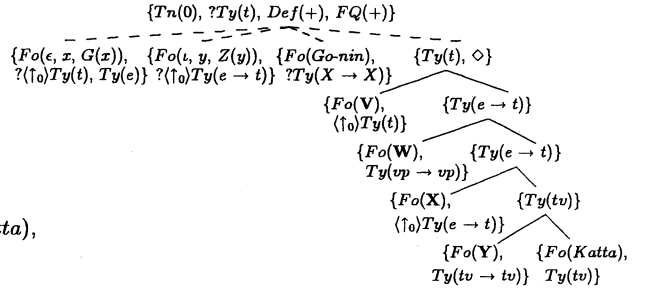 {Tn(0), ?Ty(t), Def(+), FQ(+)}
{Fo(ϵ, x, G(x)), {Fo(ι, y, Z(y)), {Fo(Go-nin), {Ty(t), ◇}
?⟨↑₀⟩Ty(t), Ty(e)} ?⟨↑₀⟩Ty(e → t)} ?Ty(X → X)}
{Fo(V), {Ty(e → t)}
⟨↑₀⟩Ty(t)}
{Fo(W), {Ty(e → t)}
Ty(vp → vp)}
{Fo(X), {Ty(tv)}
⟨↑₀⟩Ty(e → t)}
tta),
{Fo(Y), {Fo(Katta),
Ty(tv → tv)} Ty(tv)}